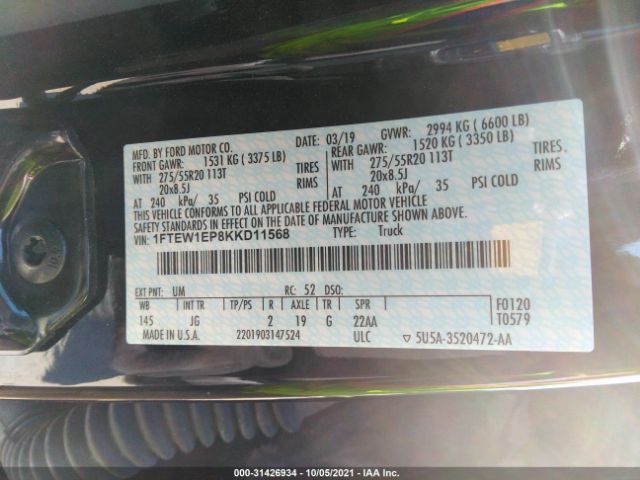 MFD. BY FORD MOTOR CO.
DATE: 03/19 GVWR: 2994 KG ( 6600 LB)
FRONT GAWR: 1531 KG ( 3375 LB) REAR GAWR: 1520 KG ( 3350 LB)
WITH 275/55R20 113T TIRES WITH 275/55R20 113T TIRES
20x8.5J RIMS 20x8.5J RIMS
AT 240 kPa/ 35 PSI COLD AT 240 kPa/ 35 PSI COLD
THIS VEHICLE CONFORMS TO ALL APPLICABLE FEDERAL MOTOR VEHICLE
SAFETY STANDARDS IN EFFECT ON THE DATE OF MANUFACTURE SHOWN ABOVE.
VIN: 1FTEW1EP8KKD11568 TYPE: Truck
EXT PNT: UM RC: 52 DSO:
WB INT TR TP/PS R AXLE TR SPR
145 JG 2 19 G 22AA
F0120
T0579
MADE IN U.S.A. 2201903147524 ULC ▽ 5U5A-3520472-AA
000-31426934 - 10/05/2021 - IAA Inc.